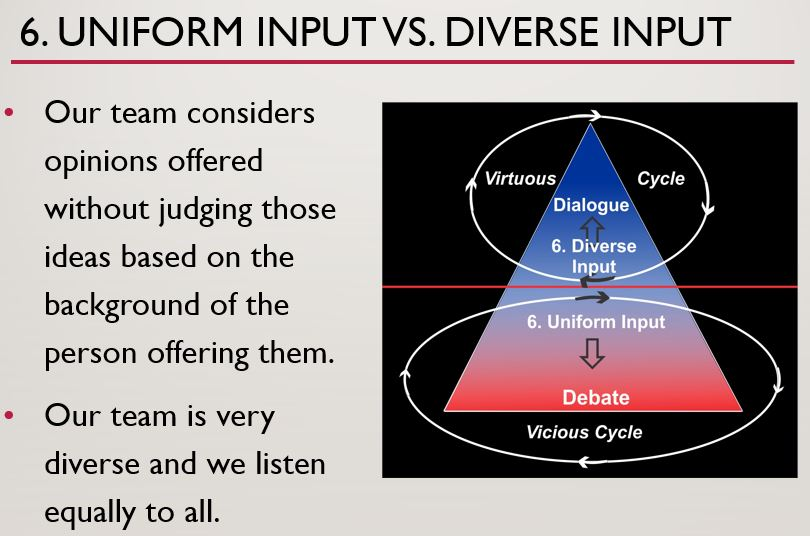 6. UNIFORM INPUT VS. DIVERSE INPUT
• Our team considers
opinions offered
without judging those
ideas based on the
background of the
person offering them.
• Our team is very
diverse and we listen
equally to all.
Virtuous Cycle
Dialogue
6. Diverse
Input
6. Uniform Input
Debate
Vicious Cycle